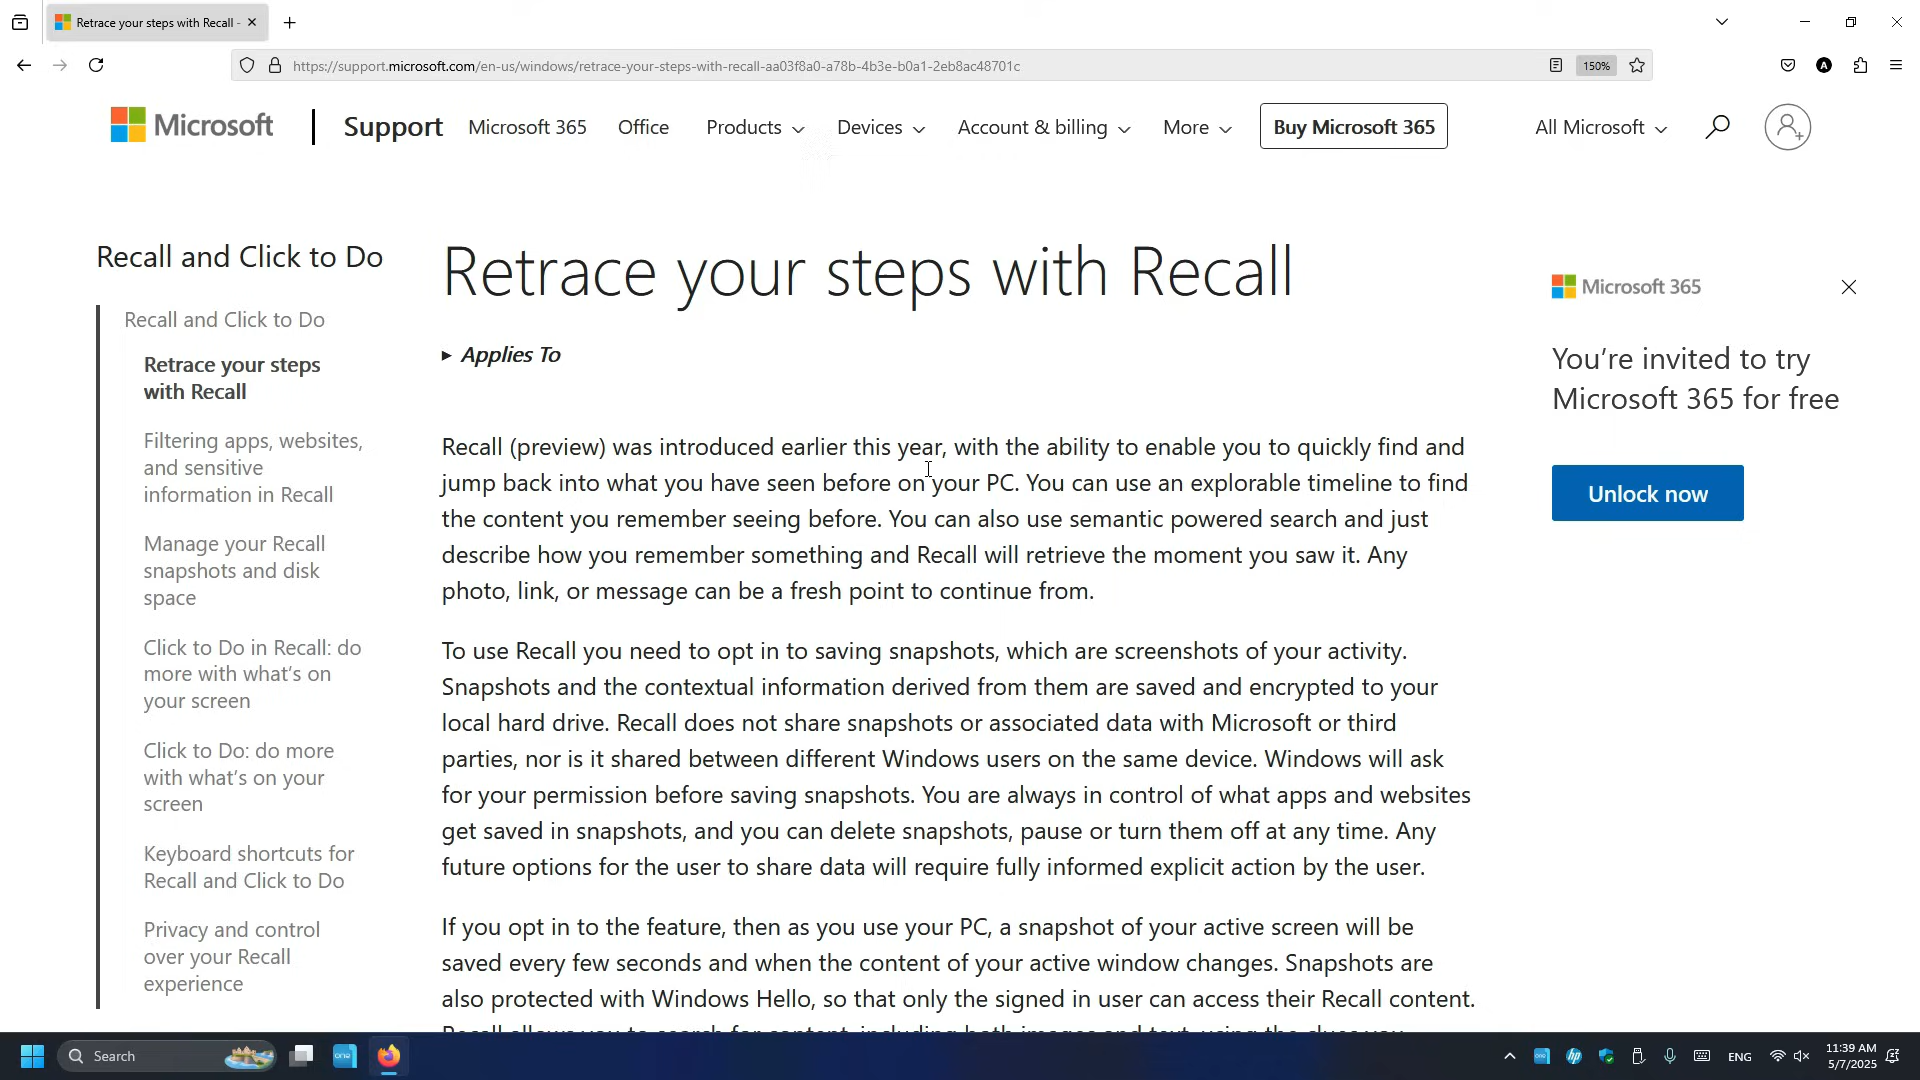 Retrace your steps with Recall -
https://support.microsoft.com/en-us/windows/retrace-your-steps-with-recall-aa03f8a0-a78b-4b3e-b0a1-2eb8ac48701c
150%
A
Microsoft
Support
Microsoft 365
Office
Products
Devices
Account & billing
More
Buy Microsoft 365
All Microsoft
Recall and Click to Do
Recall and Click to Do
Retrace your steps
with Recall
Filtering apps, websites,
and sensitive
information in Recall
Manage your Recall
snapshots and disk
space
Click to Do in Recall: do
more with what's on
your screen
Click to Do: do more
with what's on your
screen
Keyboard shortcuts for
Recall and Click to Do
Privacy and control
over your Recall
experience
Retrace your steps with Recall
Applies To
Recall (preview) was introduced earlier this year, with the ability to enable you to quickly find and
jump back into what you have seen before on your PC. You can use an explorable timeline to find
the content you remember seeing before. You can also use semantic powered search and just
describe how you remember something and Recall will retrieve the moment you saw it. Any
photo, link, or message can be a fresh point to continue from.
To use Recall you need to opt in to saving snapshots, which are screenshots of your activity.
Snapshots and the contextual information derived from them are saved and encrypted to your
local hard drive. Recall does not share snapshots or associated data with Microsoft or third
parties, nor is it shared between different Windows users on the same device. Windows will ask
for your permission before saving snapshots. You are always in control of what apps and websites
get saved in snapshots, and you can delete snapshots, pause or turn them off at any time. Any
future options for the user to share data will require fully informed explicit action by the user.
If you opt in to the feature, then as you use your PC, a snapshot of your active screen will be
saved every few seconds and when the content of your active window changes. Snapshots are
also protected with Windows Hello, so that only the signed in user can access their Recall content.
Recall allows you to search for content, including both images and text, using the clues you
Microsoft 365
You're invited to try
Microsoft 365 for free
Unlock now
Search
one
one
hp
ENG
11:39 AM
5/7/2025